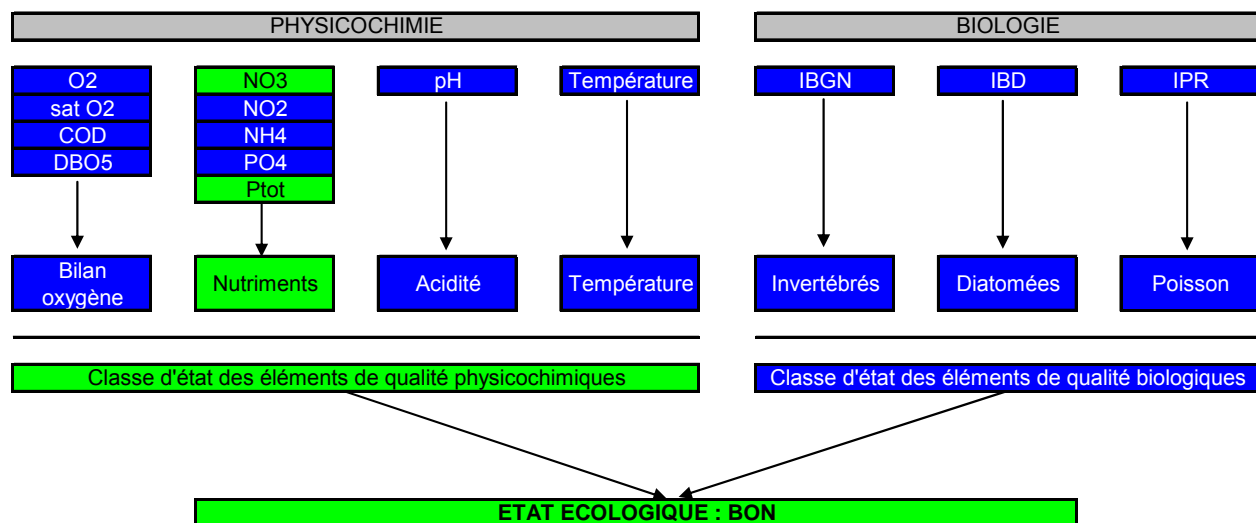 PHYSICOCHIMIE
BIOLOGIE
O2
sat O2
COD
DBO5
NO3
NO2
NH4
PO4
Ptot
pH
Température
IBGN
IBD
IPR
Bilan
oxygène
Nutriments
Acidité
Température
Invertébrés
Diatomées
Poisson
Classe d'état des éléments de qualité physicochimiques
Classe d'état des éléments de qualité biologiques
ETAT ECOLOGIQUE : BON